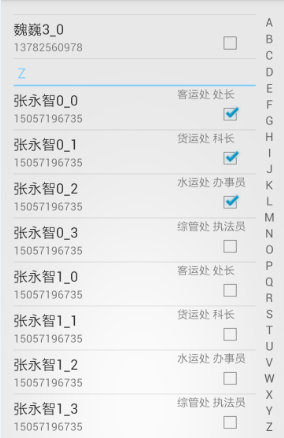 魏巍3_0
13782560978
Z
张永智0_0
客运处 处长
15057196735
张永智0_1
货运处 科长
15057196735
张永智0_2
水运处 办事员
15057196735
张永智0_3
综管处 执法员
15057196735
张永智1_0
客运处 处长
15057196735
张永智1_1
货运处 科长
15057196735
张永智1_2
水运处 办事员
15057196735
张永智1_3
综管处 执法员
15057196735
A
B
C
D
E
F
G
H
I
J
K
L
M
N
O
P
Q
R
S
T
U
V
W
X
Y
Z